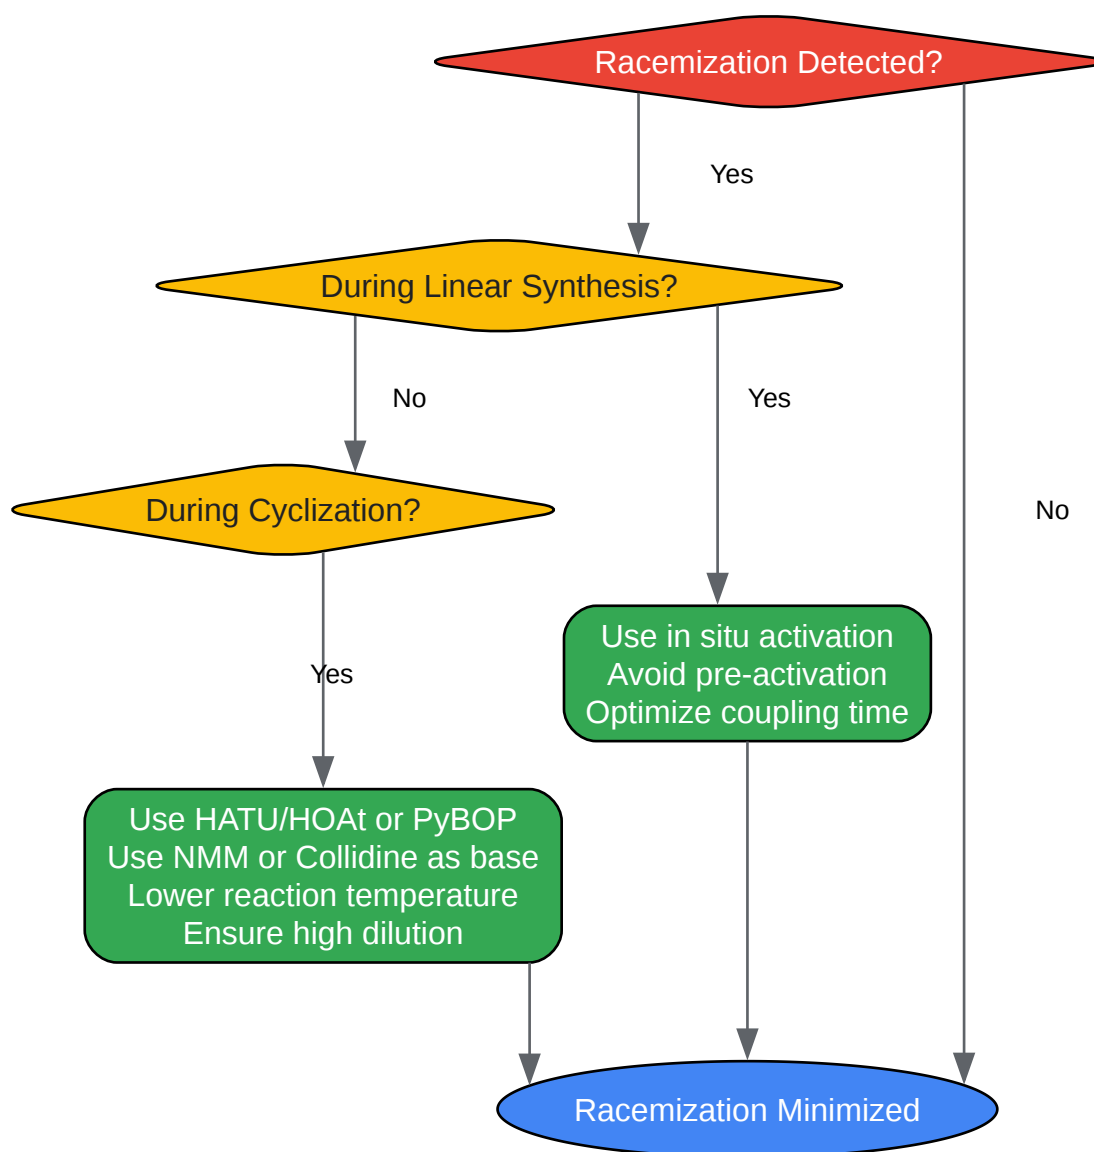 Racemization Detected?
Yes
During Linear Synthesis?
No
Yes
During Cyclization?
No
Use in situ activation
Avoid pre-activation
Optimize coupling time
Yes
Use HATU/HOAt or PyBOP
Use NMM or Collidine as base
Lower reaction temperature
Ensure high dilution
Racemization Minimized